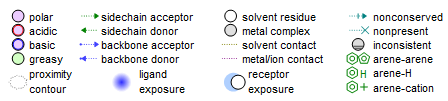 polar sidechain acceptor solvent residue nonconserved
acidic sidechain donor metal complex nonpresent
basic backbone acceptor solvent contact inconsistent
greasy backbone donor metal/ion contact arene-arene
proximity ligand receptor H arene-H
contour exposure exposure + arene-cation